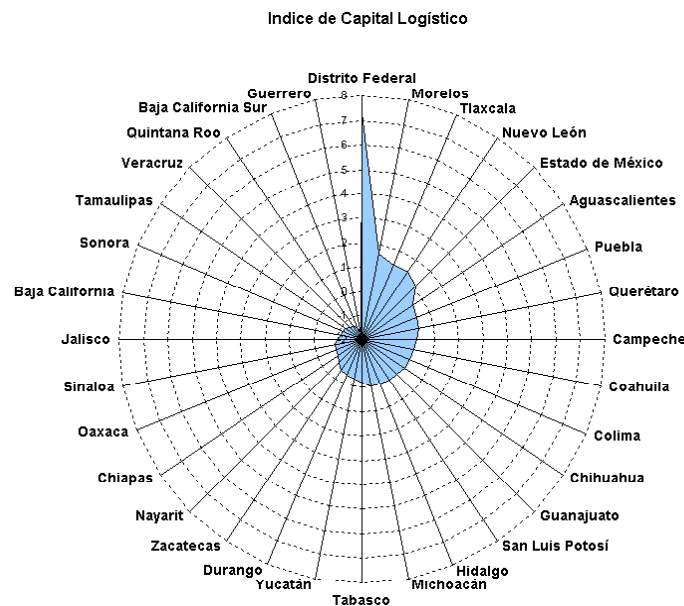 Indice de Capital Logístico
Distrito Federal
Morelos
Tlaxcala
Nuevo León
Estado de México
Aguascalientes
Puebla
Querétaro
Campeche
Coahuila
Colima
Chihuahua
Guanajuato
San Luis Potosí
Hidalgo
Michoacán
Tabasco
Yucatán
Durango
Zacatecas
Nayarit
Chiapas
Oaxaca
Sinaloa
Jalisco
Baja California
Sonora
Tamaulipas
Veracruz
Quintana Roo
Baja California Sur
Guerrero
8
7
6
5
4
3
2
1
0
-1